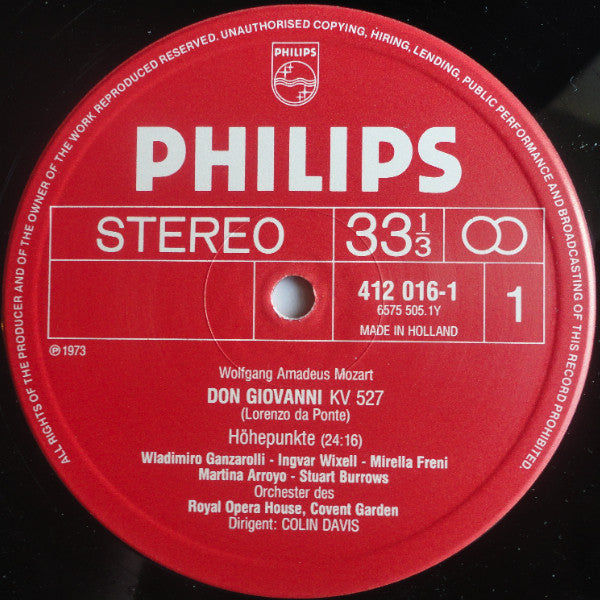 ALL RIGHTS OF THE PRODUCER AND OF THE OWNER OF THE WORK REPRODUCED RESERVED. UNAUTHORISED COPYING, HIRING, LENDING, PUBLIC PERFORMANCE AND BROADCASTING OF THIS RECORD PROHIBITED.
PHILIPS
PHILIPS
STEREO 33 1/3
412 016-1
6575 505.1Y
MADE IN HOLLAND
1
℗ 1973
Wolfgang Amadeus Mozart
DON GIOVANNI KV 527
(Lorenzo da Ponte)
Höhepunkte (24:16)
Wladimiro Ganzarolli - Ingvar Wixell - Mirella Freni
Martina Arroyo - Stuart Burrows
Orchester des
Royal Opera House, Covent Garden
Dirigent: COLIN DAVIS